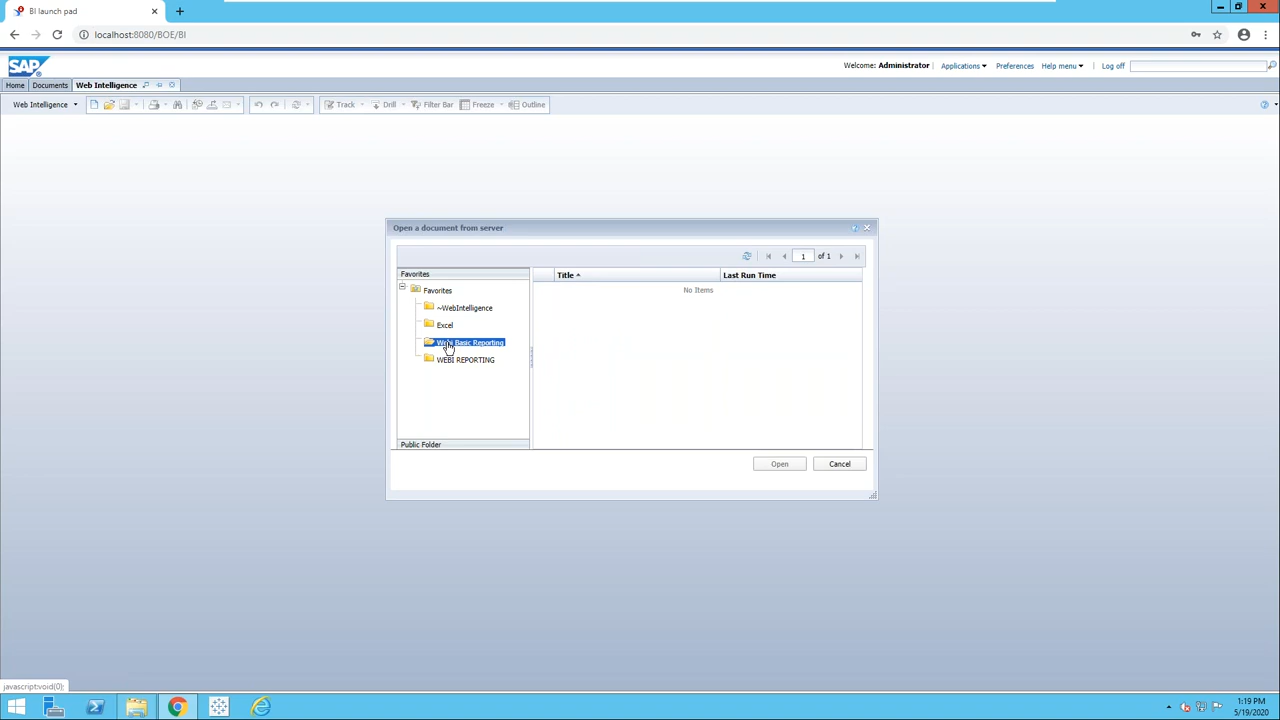 BI launch pad
localhost:8080/BOE/BI
SAP
Welcome: Administrator Applications Preferences Help menu Log off
Home Documents Web Intelligence
Web Intelligence Track Drill Filter Bar Freeze Outline
Open a document from server
1 of 1
Favorites Title Last Run Time
Favorites No Items
~WebIntelligence
Excel
Webi Basic Reporting
WEBI REPORTING
Public Folder
Open Cancel
javascript:void(0);
1:19 PM
5/19/2020